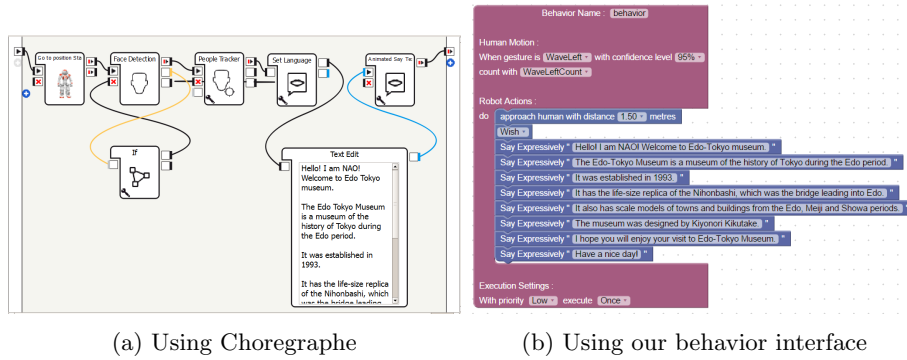 Go to position Sta
Face Detection
People Tracker
Set Language
Animated Say Tex
If
Text Edit
Hello! I am NAO!
Welcome to Edo Tokyo
museum.
The Edo Tokyo Museum
is a museum of the
history of Tokyo during
the Edo period.
It was established in
1993.
It has the life-size replica
of the Nihonbashi, which
was the bridge leading
(a) Using Choregraphe
Behavior Name : behavior
Human Motion :
When gesture is WaveLeft with confidence level 95%
count with WaveLeftCount
Robot Actions :
do approach human with distance 1.50 metres
Wish
Say Expressively " Hello! I am NAO! Welcome to Edo-Tokyo museum. "
Say Expressively " The Edo-Tokyo Museum is a museum of the history of Tokyo during the Edo period. "
Say Expressively " It was established in 1993. "
Say Expressively " It has the life-size replica of the Nihonbashi, which was the bridge leading into Edo. "
Say Expressively " It also has scale models of towns and buildings from the Edo, Meiji and Showa periods. "
Say Expressively " The museum was designed by Kiyonori Kikutake. "
Say Expressively " I hope you will enjoy your visit to Edo-Tokyo Museum. "
Say Expressively " Have a nice day! "
Execution Settings :
With priority Low execute Once
(b) Using our behavior interface